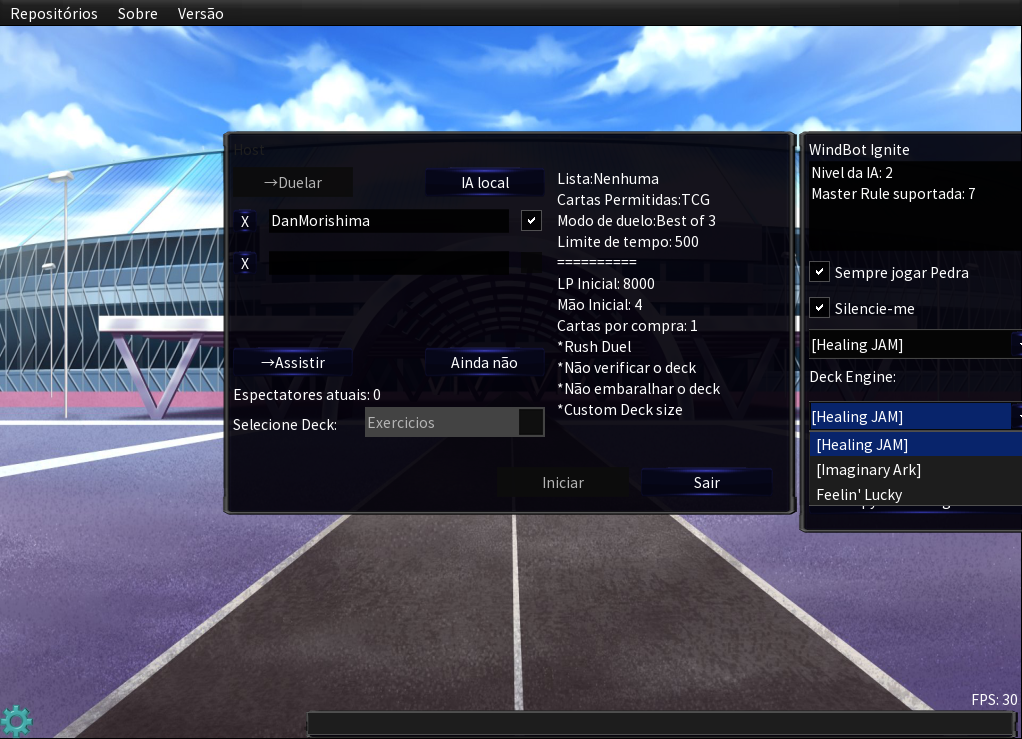 Repositórios Sobre Versão
Host
→Duelar
IA local
X DanMorishima
X
→Assistir
Ainda não
Espectadores atuais: 0
Selecione Deck: Exercicios
Lista:Nenhuma
Cartas Permitidas:TCG
Modo de duelo:Best of 3
Limite de tempo: 500
==========
LP Inicial: 8000
Mão Inicial: 4
Cartas por compra: 1
*Rush Duel
*Não verificar o deck
*Não embaralhar o deck
*Custom Deck size
Iniciar
Sair
WindBot Ignite
Nivel da IA: 2
Master Rule suportada: 7
Sempre jogar Pedra
Silencie-me
[Healing JAM]
Deck Engine:
[Healing JAM]
[Healing JAM]
[Imaginary Ark]
Feelin' Lucky
FPS: 30